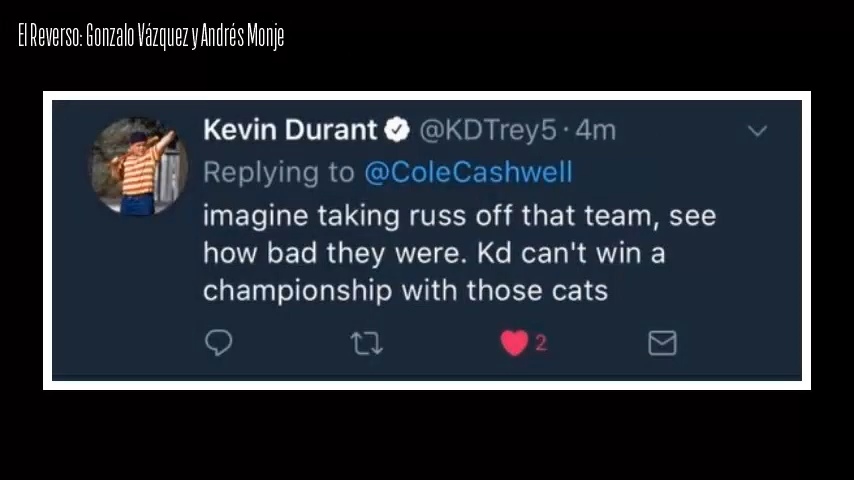 El Reverso: Gonzalo Vázquez y Andrés Monje
Kevin Durant @KDTrey5 · 4m
Replying to @ColeCashwell
imagine taking russ off that team, see
how bad they were. Kd can't win a
championship with those cats
2